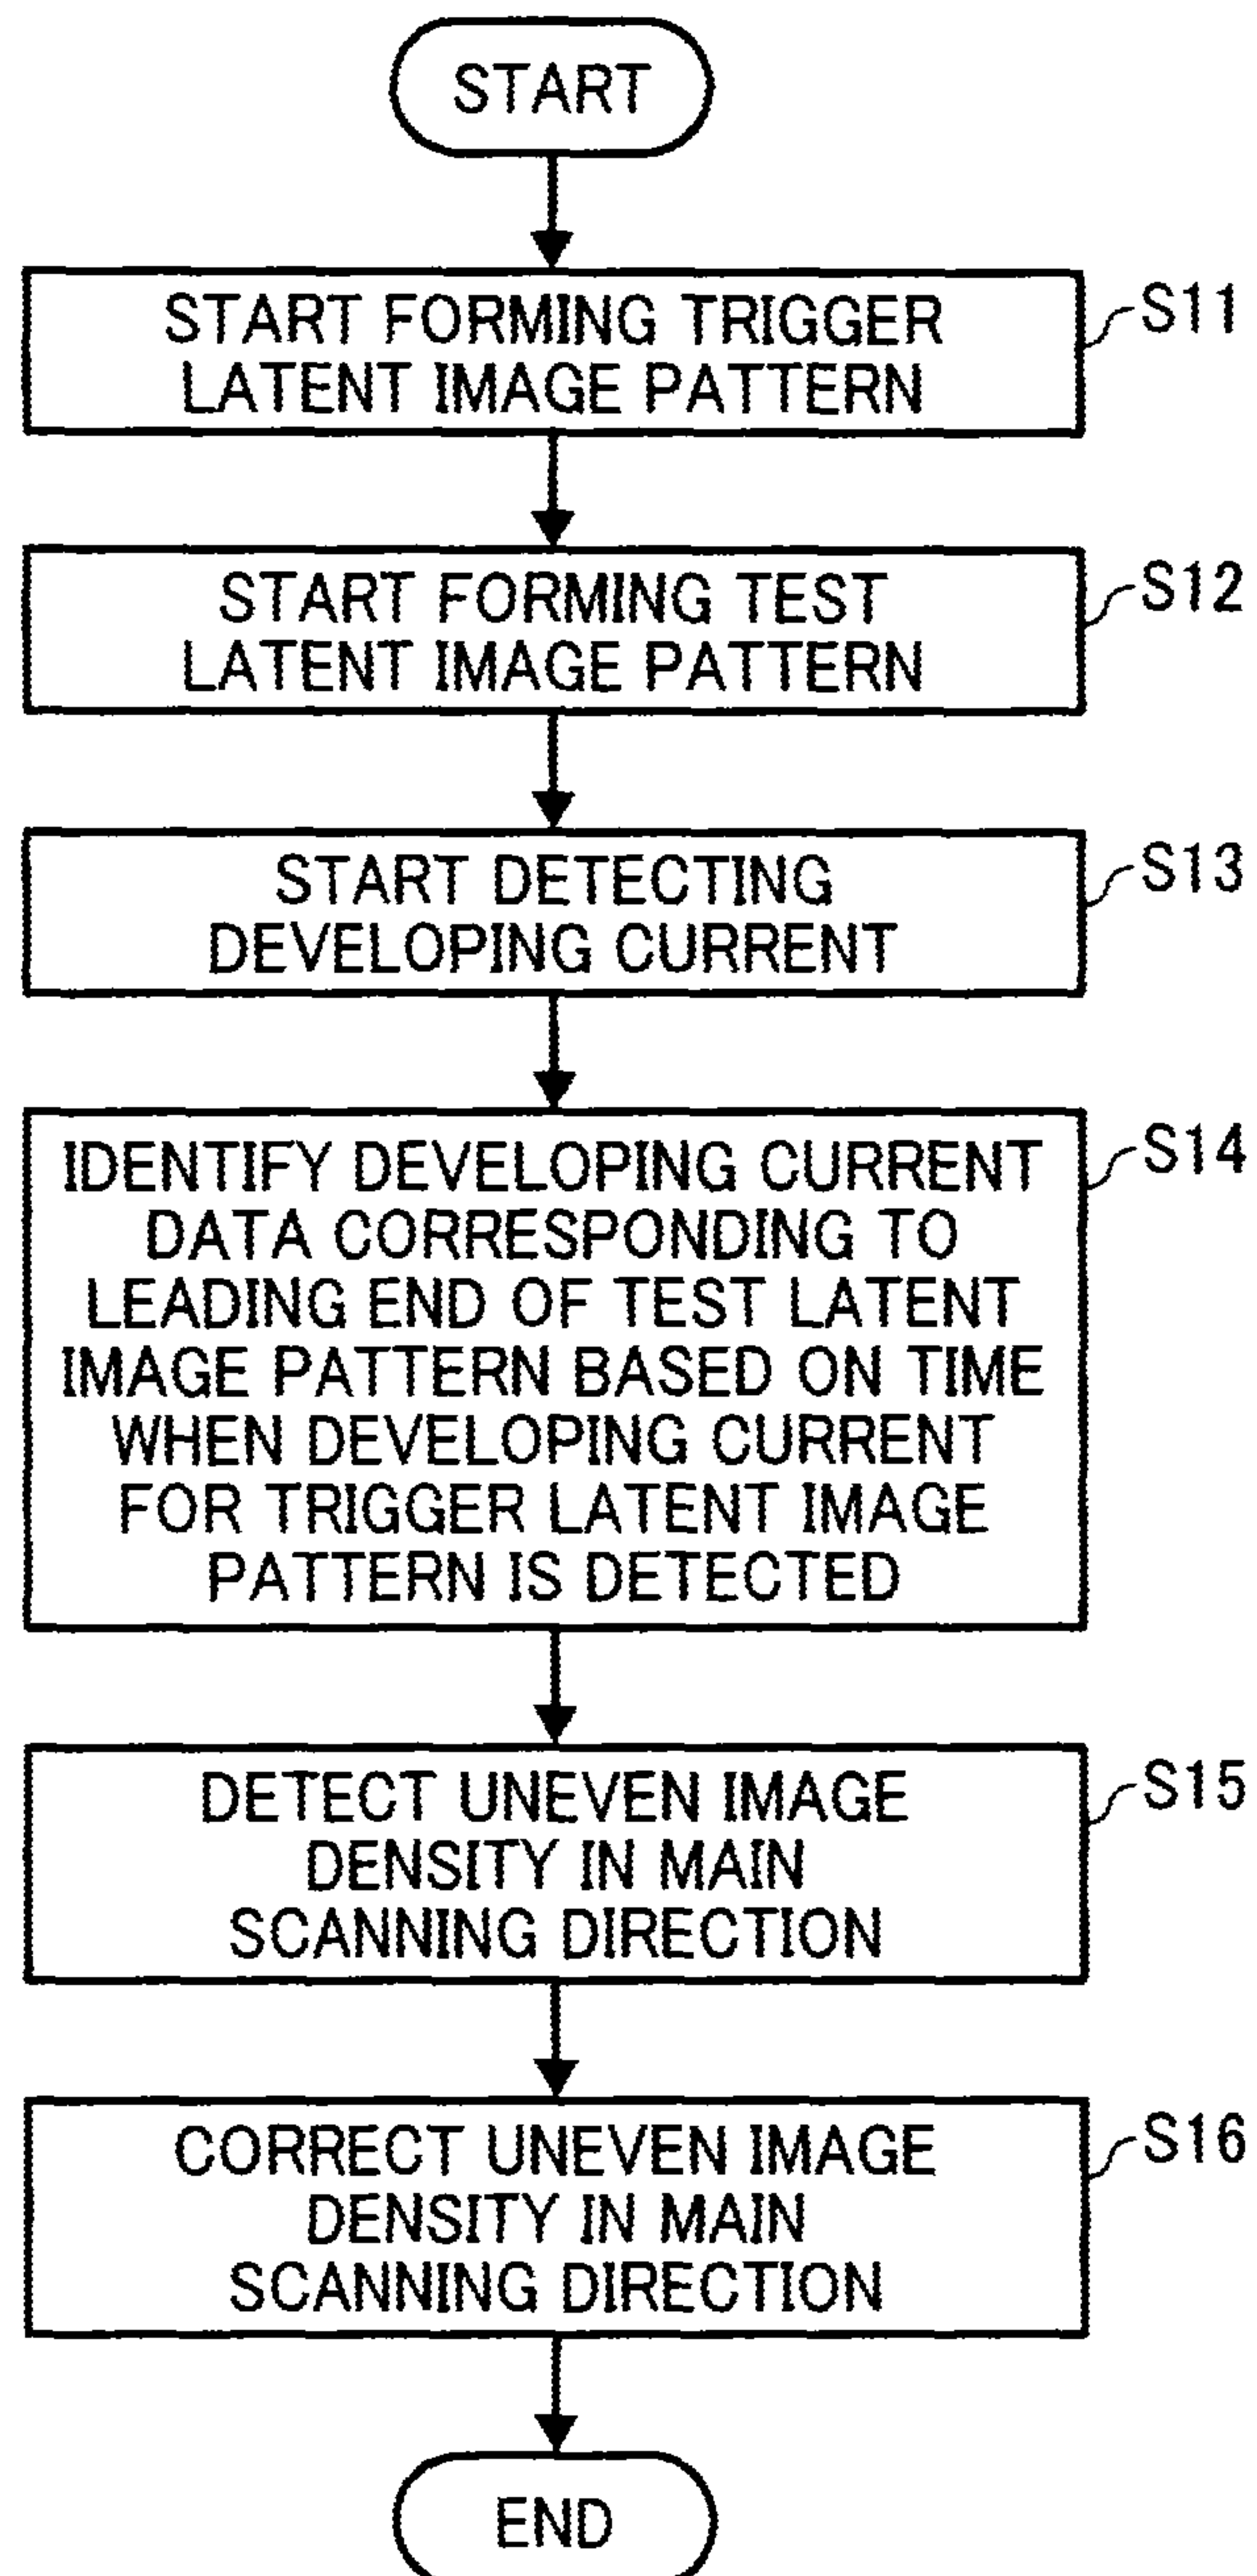 START
START FORMING TRIGGER
LATENT IMAGE PATTERN
S11
START FORMING TEST
LATENT IMAGE PATTERN
S12
START DETECTING
DEVELOPING CURRENT
S13
IDENTIFY DEVELOPING CURRENT
DATA CORRESPONDING TO
LEADING END OF TEST LATENT
IMAGE PATTERN BASED ON TIME
WHEN DEVELOPING CURRENT
FOR TRIGGER LATENT IMAGE
PATTERN IS DETECTED
S14
DETECT UNEVEN IMAGE
DENSITY IN MAIN
SCANNING DIRECTION
S15
CORRECT UNEVEN IMAGE
DENSITY IN MAIN
SCANNING DIRECTION
S16
END